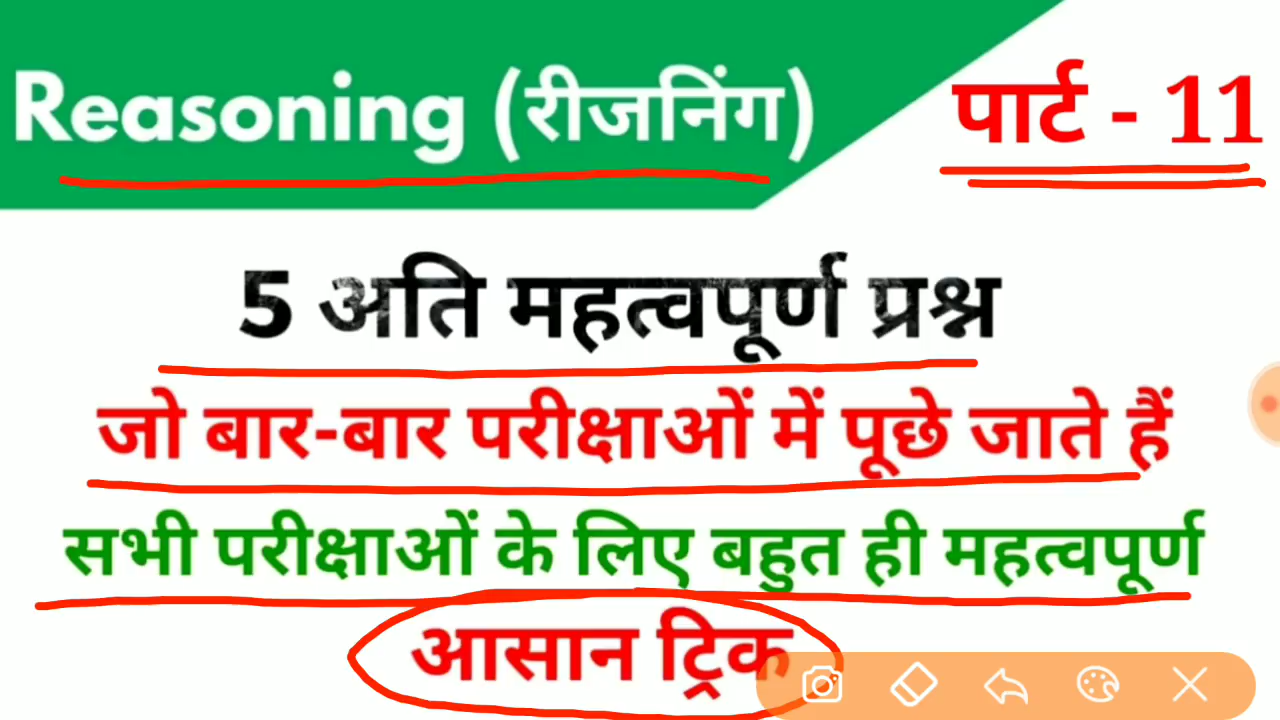 Reasoning (रीजनिंग)
पार्ट - 11
5 अति महत्वपूर्ण प्रश्न
जो बार-बार परीक्षाओं में पूछे जाते हैं
सभी परीक्षाओं के लिए बहुत ही महत्वपूर्ण
आसान ट्रिक